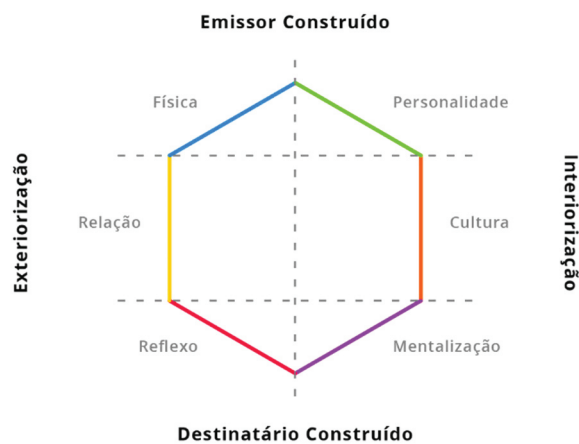 Emissor Construído
Física
Personalidade
Exteriorização
Interiorização
Relação
Cultura
Reflexo
Mentalização
Destinatário Construído